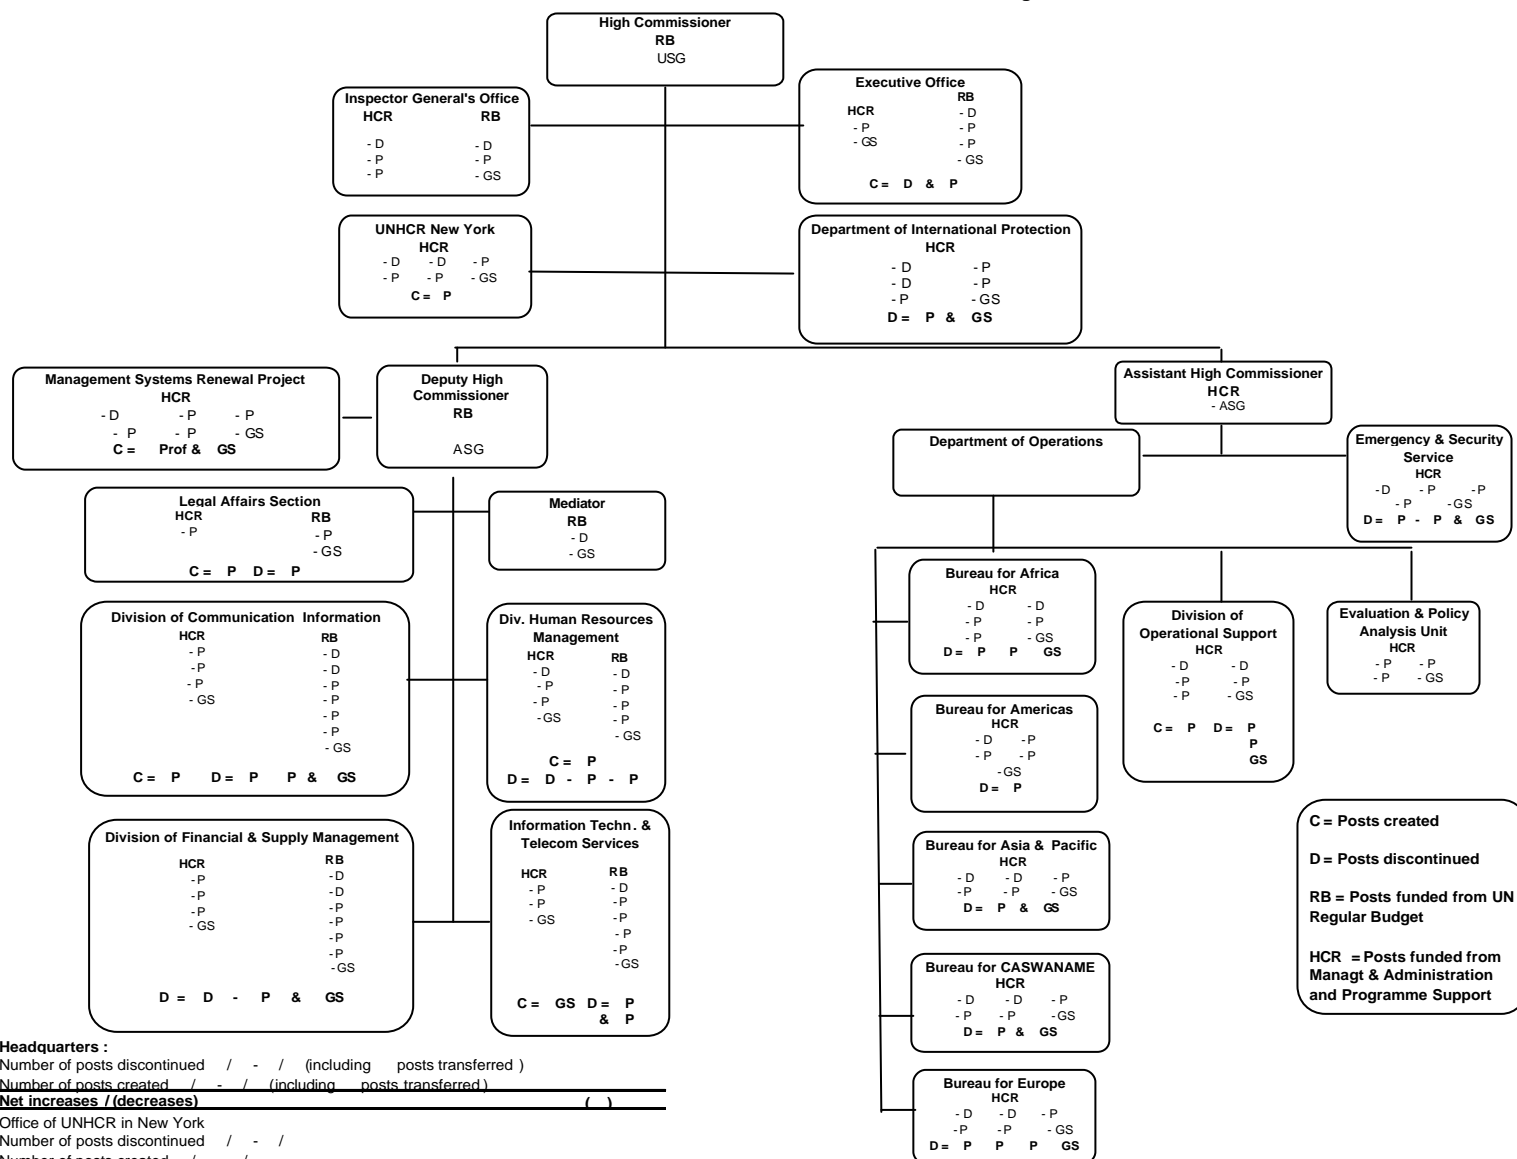 High Commissioner
RB
USG
Inspector General's Office
HCR RB
- D - D
- P - P
- P - GS
Executive Office
RB
HCR - D
- P - P
- GS - P
- GS
C = D & P
UNHCR New York
HCR
- D - D - P
- P - P - GS
C = P
Department of International Protection
HCR
- D - P
- D - P
- P - GS
D = P & GS
Management Systems Renewal Project
HCR
- D - P - P
- P - P - GS
C = Prof & GS
Deputy High
Commissioner
RB
ASG
Assistant High Commissioner
HCR
- ASG
Department of Operations
Emergency & Security
Service
HCR
- D - P - P
- P - GS
D = P - P & GS
Legal Affairs Section
HCR RB
- P - P
- GS
C = P D = P
Mediator
RB
- D
- GS
Division of Communication Information
HCR RB
- P - D
- P - D
- P - P
- GS - P
- P
- P
- GS
C = P D = P P & GS
Div. Human Resources
Management
HCR RB
- D - D
- P - P
- P - P
- GS - P
- GS
C = P
D = D - P - P
Division of Financial & Supply Management
HCR RB
- P - D
- P - D
- P - P
- GS - P
- P
- P
- GS
D = D - P & GS
Information Techn. &
Telecom Services
HCR RB
- P - D
- P - P
- GS - P
- P
- P
- GS
C = GS D = P
& P
Bureau for Africa
HCR
- D - D
- P - P
- P - GS
D = P P GS
Division of
Operational Support
HCR
- D - D
- P - P
- P - GS
C = P D = P
P
GS
Evaluation & Policy
Analysis Unit
HCR
- P - P
- P - GS
Bureau for Americas
HCR
- D - P
- P - P
- GS
D = P
Bureau for Asia & Pacific
HCR
- D - D - P
- P - P - GS
D = P & GS
Bureau for CASWANAME
HCR
- D - D - P
- P - P - GS
D = P & GS
Bureau for Europe
HCR
- D - D - P
- P - P - GS
D = P P P GS
C = Posts created
D = Posts discontinued
RB = Posts funded from UN
Regular Budget
HCR = Posts funded from
Managt & Administration
and Programme Support
Headquarters :
Number of posts discontinued / - / (including posts transferred )
Number of posts created / - / (including posts transferred )
Net increases / (decreases) ( )
Office of UNHCR in New York
Number of posts discontinued / - /
Number of posts created / - /